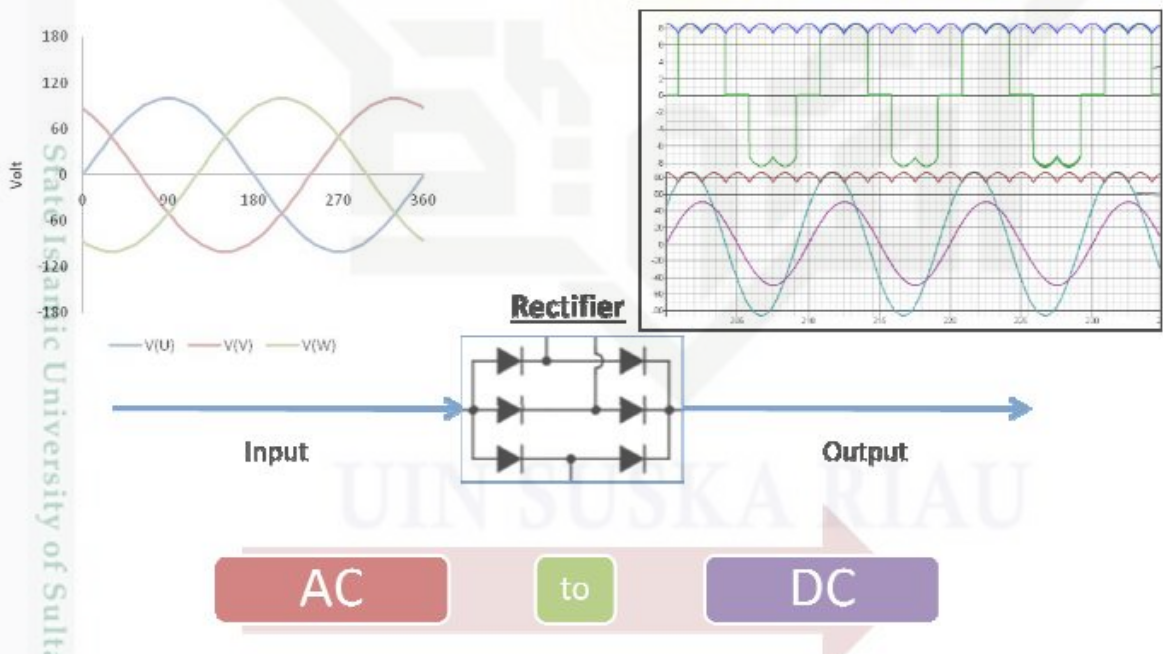 180
120
60
0
-60
-120
-180
Volt
0 90 180 270 360
V(U) V(V) V(W)
Rectifier
Input
Output
AC to DC
UIN SUSKA RIAU
State Islamic University of Sulta